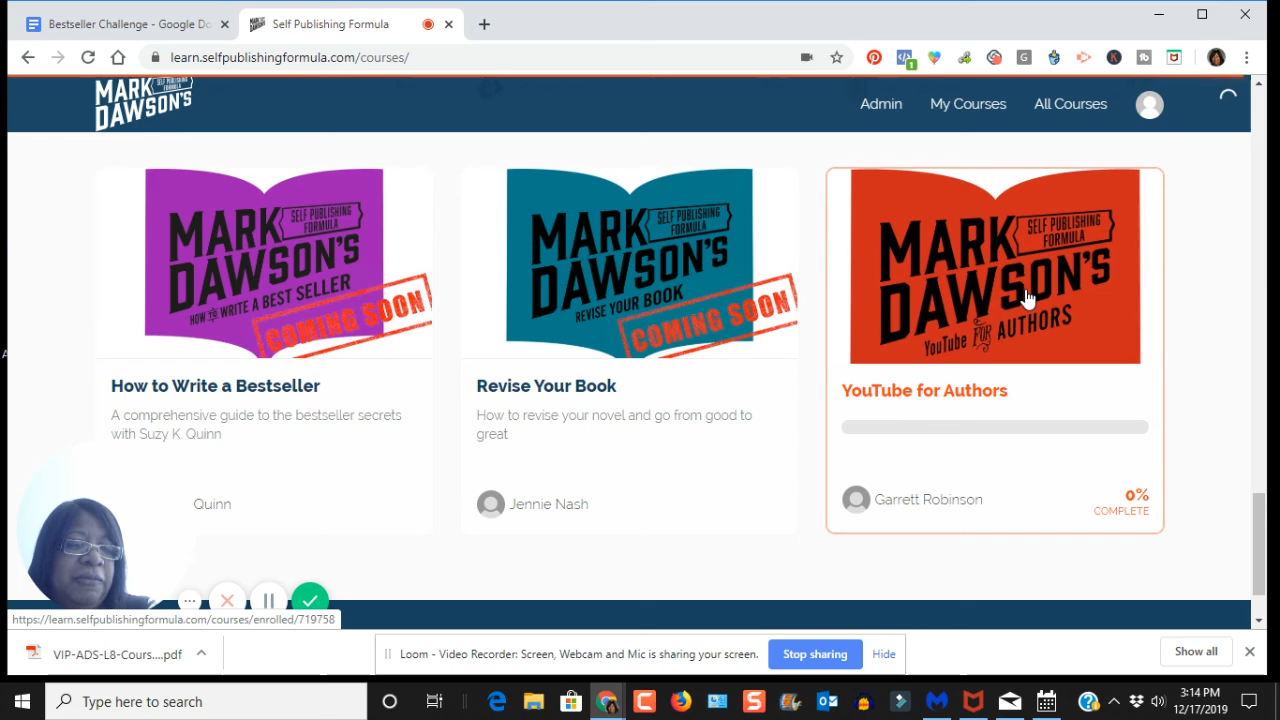 Bestseller Challenge - Google Do
Self Publishing Formula
learn.selfpublishingformula.com/courses/
1
MARK
DAWSON'S
Admin
My Courses
All Courses
MARK
DAWSON'S
SELF PUBLISHING
FORMULA
HOW TO WRITE A BEST SELLER
COMING SOON
How to Write a Bestseller
A comprehensive guide to the bestseller secrets
with Suzy K. Quinn
Quinn
MARK
DAWSON'S
SELF PUBLISHING
FORMULA
REVISE YOUR BOOK
COMING SOON
Revise Your Book
How to revise your novel and go from good to
great
Jennie Nash
MARK
DAWSON'S
SELF PUBLISHING
FORMULA
YouTube FOR AUTHORS
YouTube for Authors
Garrett Robinson
0%
COMPLETE
https://learn.selfpublishingformula.com/courses/enrolled/719758
VIP-ADS-L8-Cours....pdf
Loom - Video Recorder: Screen, Webcam and Mic is sharing your screen.
Stop sharing
Hide
Show all
Type here to search
3:14 PM
12/17/2019